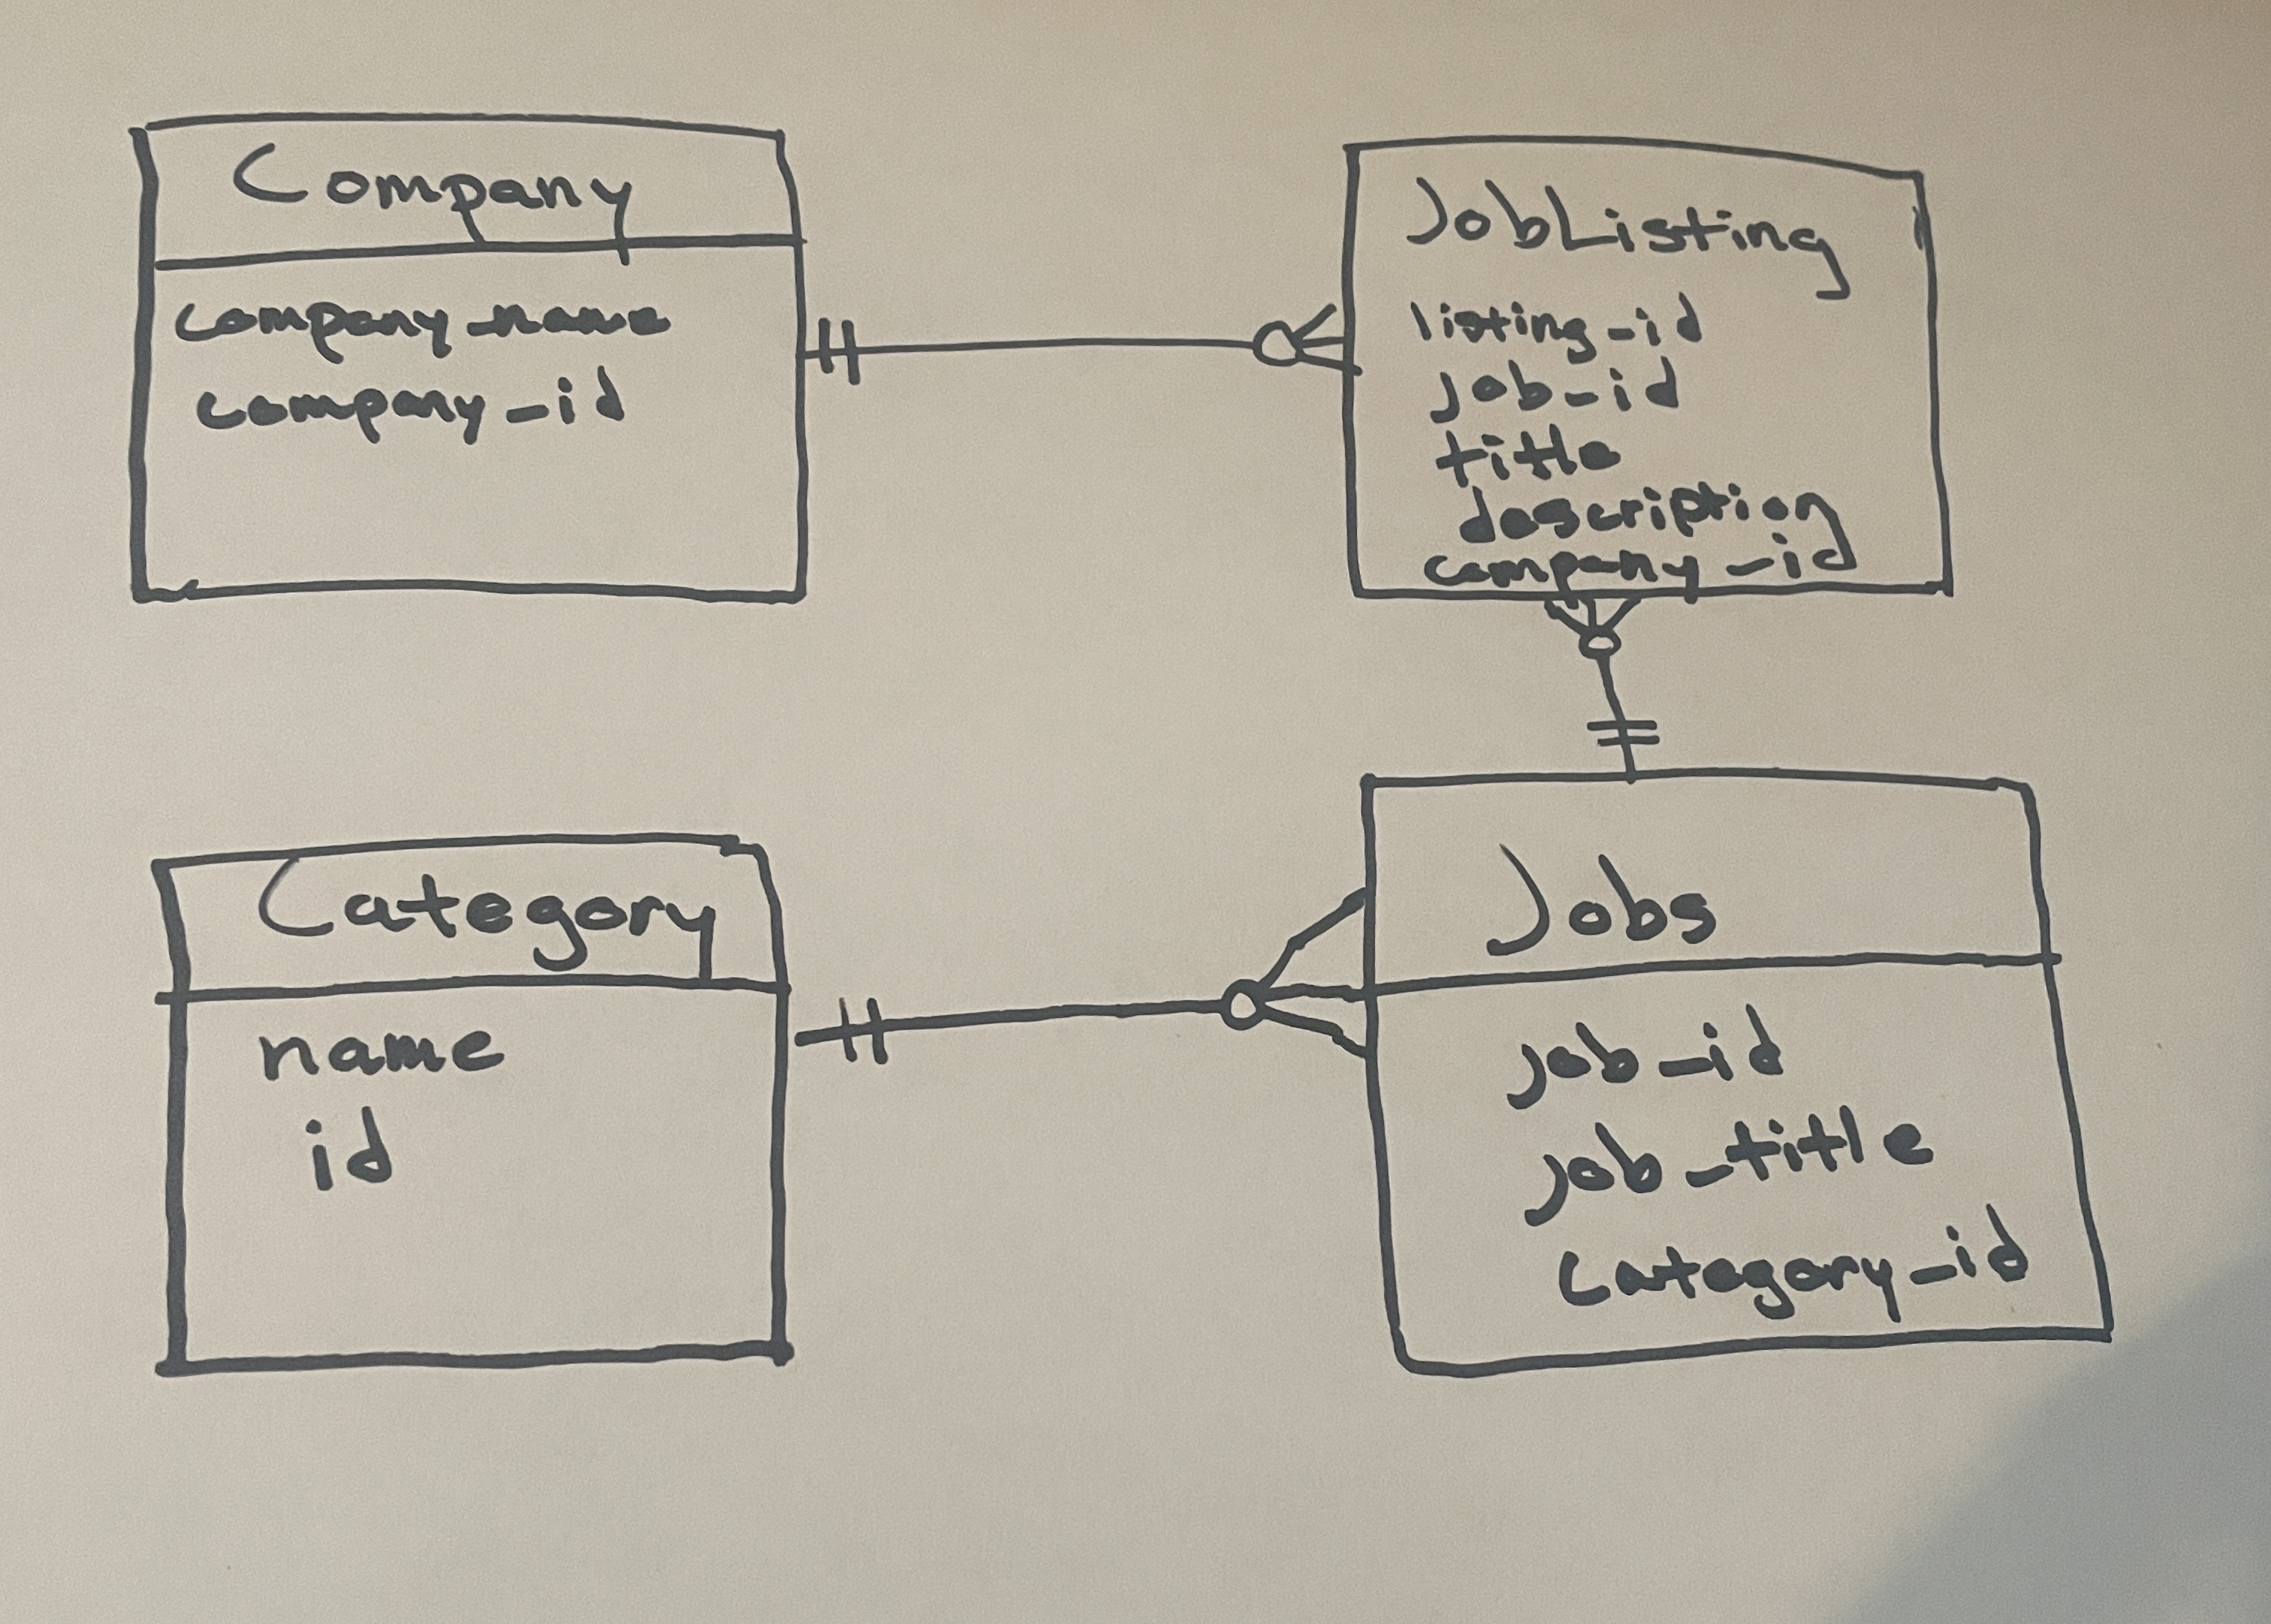 Company
company_name
company_id
JobListing
listing_id
job_id
title
description
company_id
Category
name
id
Jobs
job_id
job_title
Category_id